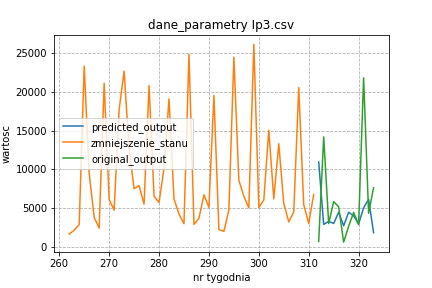 dane_parametry lp3.csv
25000
20000
15000
10000
5000
0
wartosc
predicted_output
zmniejszenie_stanu
original_output
260 270 280 290 300 310 320
nr tygodnia